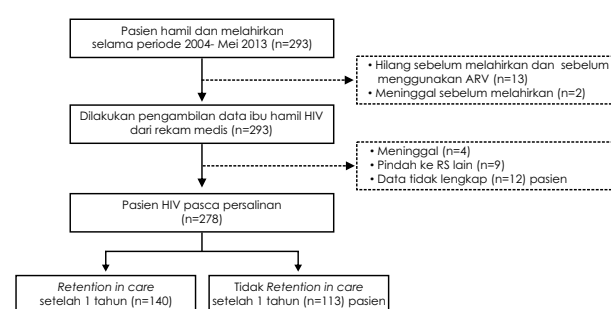 Pasien hamil dan melahirkan
selama periode 2004- Mei 2013 (n=293)
• Hilang sebelum melahirkan dan sebelum
menggunakan ARV (n=13)
• Meninggal sebelum melahirkan (n=2)
Dilakukan pengambilan data ibu hamil HIV
dari rekam medis (n=293)
• Meninggal (n=4)
• Pindah ke RS lain (n=9)
• Data tidak lengkap (n=12) pasien
Pasien HIV pasca persalinan
(n=278)
Retention in care
setelah 1 tahun (n=140)
Tidak Retention in care
setelah 1 tahun (n=113) pasien